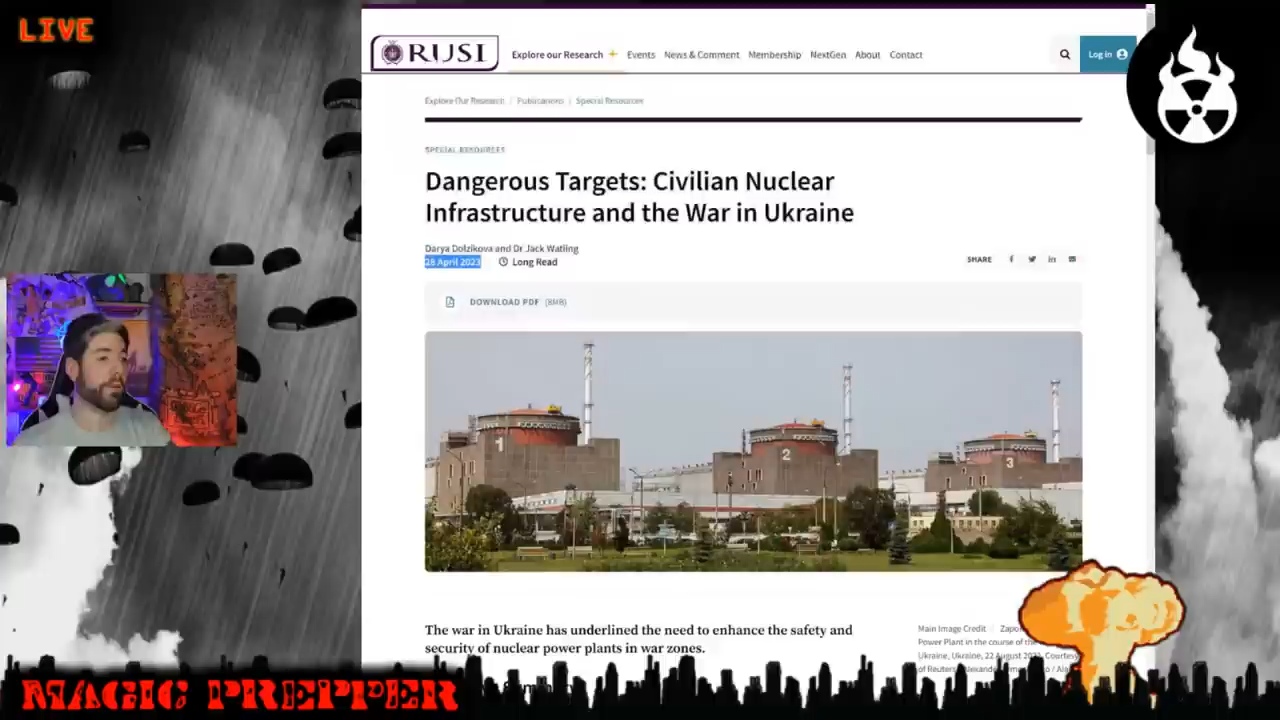 LIVE
RUSI
Explore our Research
Events
News & Comment
Membership
NextGen
About
Contact
Log in
Explore Our Research / Publications / Special Resources
SPECIAL RESOURCES
Dangerous Targets: Civilian Nuclear
Infrastructure and the War in Ukraine
Darya Dolzikova and Dr Jack Watling
28 April 2023
Long Read
SHARE
DOWNLOAD PDF (8MB)
1
2
3
The war in Ukraine has underlined the need to enhance the safety and
security of nuclear power plants in war zones.
Main Image Credit
Power Plant in the course of the
Ukraine, Ukraine, 22 August 2022. Courtesy
of Reuters
MAGIC PREPPER